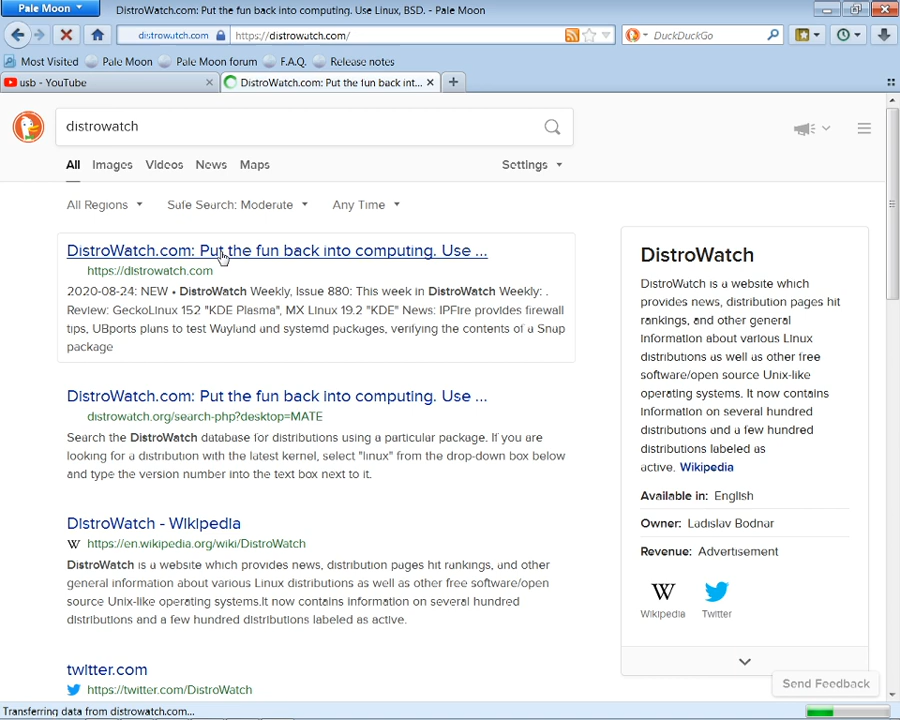 Pale Moon
DistroWatch.com: Put the fun back into computing. Use Linux, BSD. - Pale Moon
distrowatch.com
https://distrowatch.com/
DuckDuckGo
Most Visited
Pale Moon
Pale Moon forum
F.A.Q.
Release notes
usb - YouTube
DistroWatch.com: Put the fun back int...
distrowatch
All
Images
Videos
News
Maps
Settings
All Regions
Safe Search: Moderate
Any Time
DistroWatch.com: Put the fun back into computing. Use ...
https://distrowatch.com
2020-08-24: NEW • DistroWatch Weekly, Issue 880: This week in DistroWatch Weekly: .
Review: GeckoLinux 152 "KDE Plasma", MX Linux 19.2 "KDE" News: IPFire provides firewall
tips, UBports plans to test Wayland and systemd packages, verifying the contents of a Snap
package
DistroWatch.com: Put the fun back into computing. Use ...
distrowatch.org/search-php?desktop=MATE
Search the DistroWatch database for distributions using a particular package. If you are
looking for a distribution with the latest kernel, select "linux" from the drop-down box below
and type the version number into the text box next to it.
DistroWatch - Wikipedia
W https://en.wikipedia.org/wiki/DistroWatch
DistroWatch is a website which provides news, distribution pages hit rankings, and other
general information about various Linux distributions as well as other free software/open
source Unix-like operating systems.It now contains information on several hundred
distributions and a few hundred distributions labeled as active.
twitter.com
https://twitter.com/DistroWatch
DistroWatch
DistroWatch is a website which
provides news, distribution pages hit
rankings, and other general
information about various Linux
distributions as well as other free
software/open source Unix-like
operating systems. It now contains
information on several hundred
distributions and a few hundred
distributions labeled as
active. Wikipedia
Available in: English
Owner: Ladislav Bodnar
Revenue: Advertisement
W
Wikipedia
Twitter
Send Feedback
Transferring data from distrowatch.com...